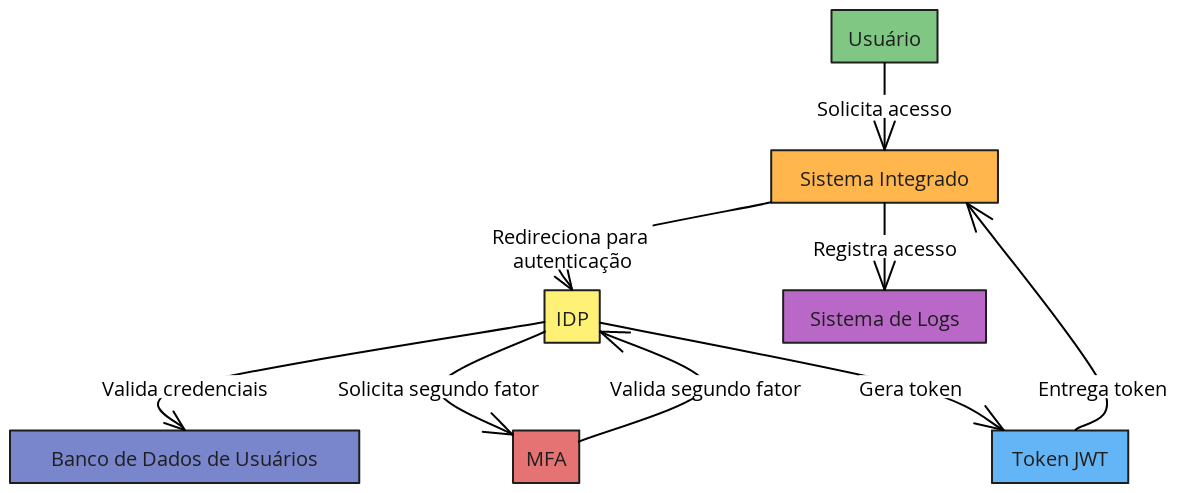 Usuário
Solicita acesso
Sistema Integrado
Redireciona para
autenticação
Registra acesso
IDP
Sistema de Logs
Valida credenciais
Solicita segundo fator
Valida segundo fator
Gera token
Entrega token
Banco de Dados de Usuários
MFA
Token JWT